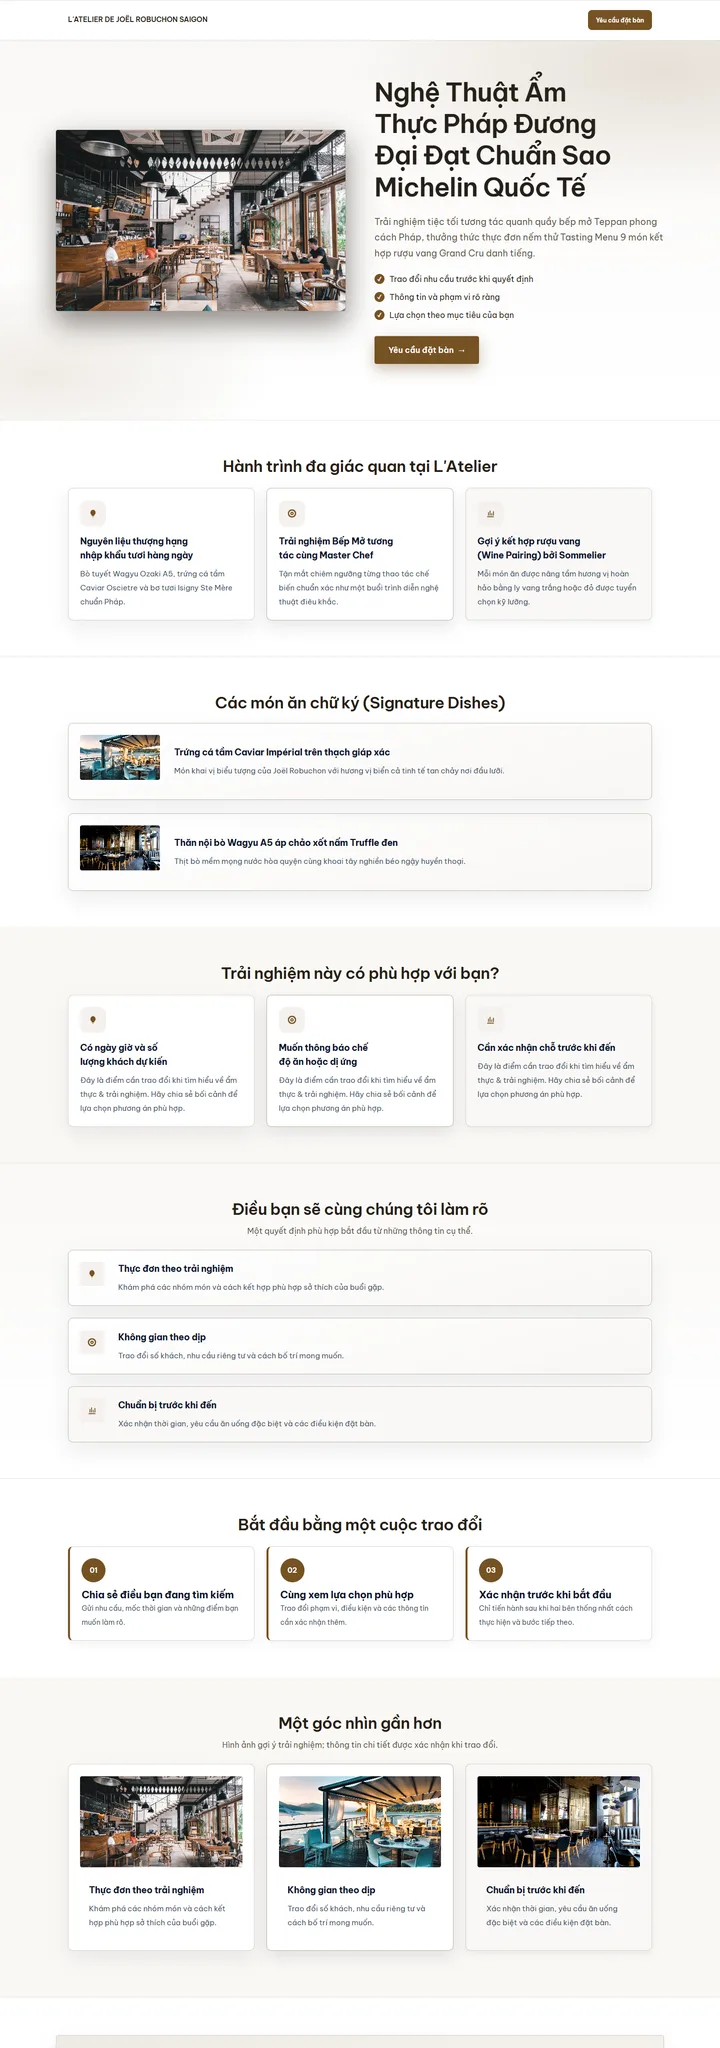 L'ATELIER DE JOËL ROBUCHON SAIGON
Yêu cầu đặt bàn
Nghệ Thuật Ẩm
Thực Pháp Đương
Đại Đạt Chuẩn Sao
Michelin Quốc Tế
Trải nghiệm tiệc tối tương tác quanh quầy bếp mở Teppan phong
cách Pháp, thưởng thức thực đơn nếm thử Tasting Menu 9 món kết
hợp rượu vang Grand Cru danh tiếng.
Trao đổi nhu cầu trước khi quyết định
Thông tin và phạm vi rõ ràng
Lựa chọn theo mục tiêu của bạn
Yêu cầu đặt bàn →
Hành trình đa giác quan tại L'Atelier
Nguyên liệu thượng hạng
nhập khẩu tươi hàng ngày
Bò tuyết Wagyu Ozaki A5, trứng cá tầm
Caviar Oscietre và bơ tươi Isigny Ste Mère
chuẩn Pháp.
Trải nghiệm Bếp Mở tương
tác cùng Master Chef
Tận mắt chiêm ngưỡng từng thao tác chế
biến chuẩn xác như một buổi trình diễn nghệ
thuật điêu khắc.
Gợi ý kết hợp rượu vang
(Wine Pairing) bởi Sommelier
Mỗi món ăn được nâng tầm hương vị hoàn
hảo bằng ly vang trắng hoặc đỏ được tuyển
chọn kỹ lưỡng.
Các món ăn chữ ký (Signature Dishes)
Trứng cá tầm Caviar Impérial trên thạch giáp xác
Món khai vị biểu tượng của Joël Robuchon với hương vị biển cả tinh tế tan chảy nơi đầu lưỡi.
Thăn nội bò Wagyu A5 áp chảo xốt nấm Truffle đen
Thịt bò mềm mọng nước hòa quyện cùng khoai tây nghiền béo ngậy huyền thoại.
Trải nghiệm này có phù hợp với bạn?
Có ngày giờ và số
lượng khách dự kiến
Đây là điểm cần trao đổi khi tìm hiểu về ẩm
thực & trải nghiệm. Hãy chia sẻ bối cảnh để
lựa chọn phương án phù hợp.
Muốn thông báo chế
độ ăn hoặc dị ứng
Đây là điểm cần trao đổi khi tìm hiểu về ẩm
thực & trải nghiệm. Hãy chia sẻ bối cảnh để
lựa chọn phương án phù hợp.
Cần xác nhận chỗ trước khi đến
Đây là điểm cần trao đổi khi tìm hiểu về ẩm
thực & trải nghiệm. Hãy chia sẻ bối cảnh để
lựa chọn phương án phù hợp.
Điều bạn sẽ cùng chúng tôi làm rõ
Một quyết định phù hợp bắt đầu từ những thông tin cụ thể.
Thực đơn theo trải nghiệm
Khám phá các nhóm món và cách kết hợp phù hợp sở thích của buổi gặp.
Không gian theo dịp
Trao đổi số khách, nhu cầu riêng tư và cách bố trí mong muốn.
Chuẩn bị trước khi đến
Xác nhận thời gian, yêu cầu ăn uống đặc biệt và các điều kiện đặt bàn.
Bắt đầu bằng một cuộc trao đổi
01
Chia sẻ điều bạn đang tìm kiếm
Gửi nhu cầu, mốc thời gian và những điểm bạn
muốn làm rõ.
02
Cùng xem lựa chọn phù hợp
Trao đổi phạm vi, điều kiện và các thông tin
cần xác nhận thêm.
03
Xác nhận trước khi bắt đầu
Chỉ tiến hành sau khi hai bên thống nhất cách
thực hiện và bước tiếp theo.
Một góc nhìn gần hơn
Hình ảnh gợi ý trải nghiệm; thông tin chi tiết được xác nhận khi trao đổi.
Thực đơn theo trải nghiệm
Khám phá các nhóm món và cách kết
hợp phù hợp sở thích của buổi gặp.
Không gian theo dịp
Trao đổi số khách, nhu cầu riêng tư và
cách bố trí mong muốn.
Chuẩn bị trước khi đến
Xác nhận thời gian, yêu cầu ăn uống
đặc biệt và các điều kiện đặt bàn.